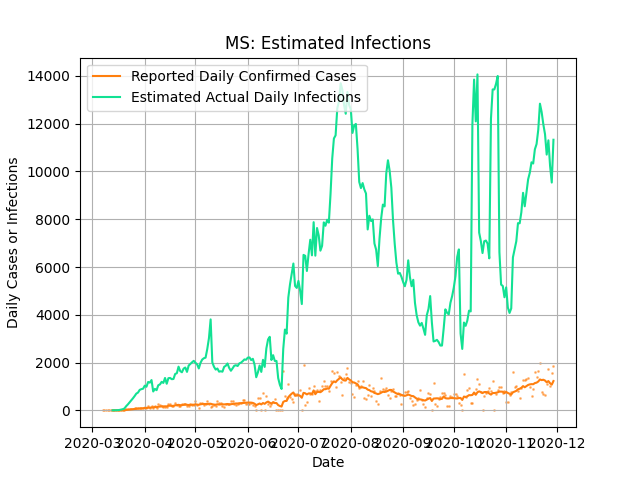 MS: Estimated Infections
Reported Daily Confirmed Cases
Estimated Actual Daily Infections
Daily Cases or Infections
14000
12000
10000
8000
6000
4000
2000
0
2020-03 2020-04 2020-05 2020-06 2020-07 2020-08 2020-09 2020-10 2020-11 2020-12
Date